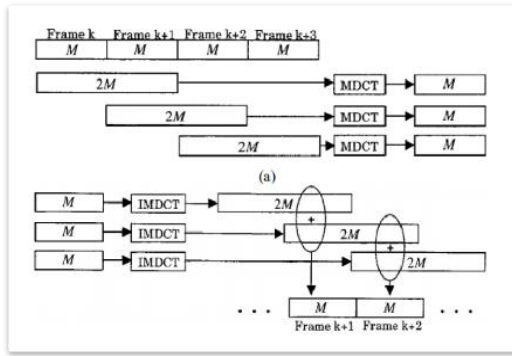 Frame k Frame k+1 Frame k+2 Frame k+3
M M M M
2M MDCT M
2M MDCT M
2M MDCT M
(a)
M IMDCT 2M
+
M IMDCT 2M
+
M IMDCT 2M
. . . M M . . .
Frame k+1 Frame k+2